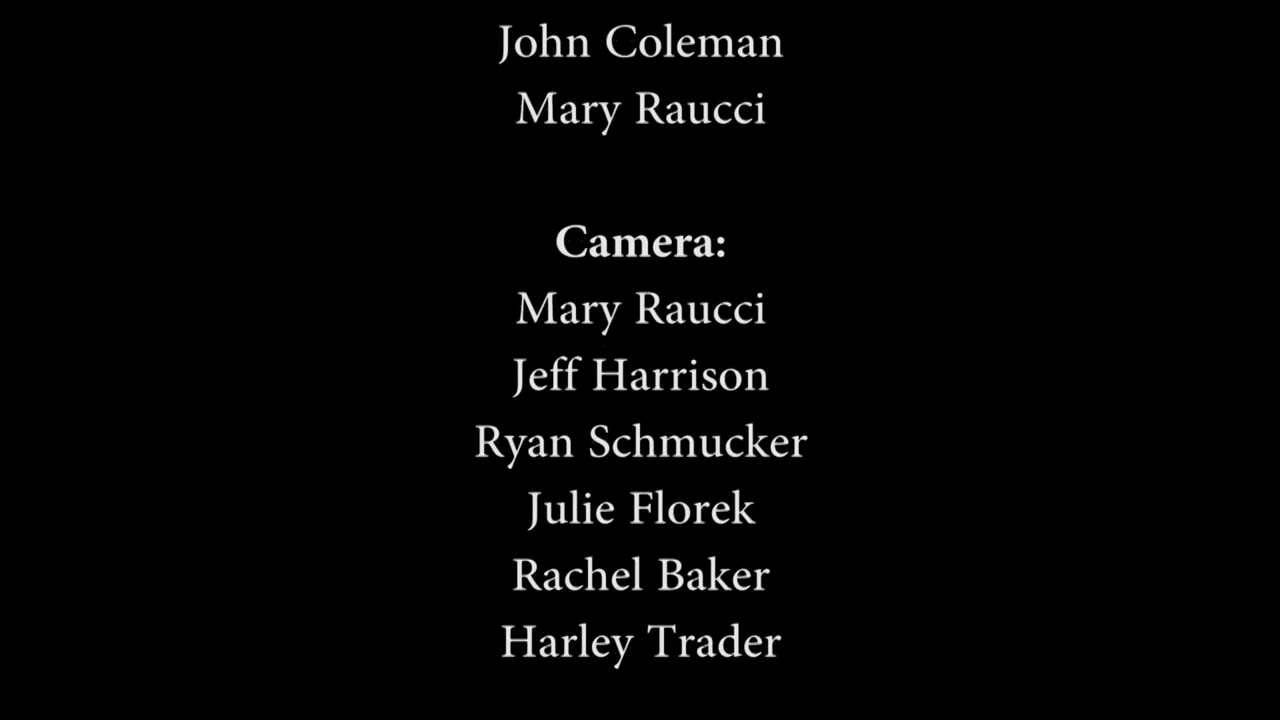 John Coleman
Mary Raucci
Camera:
Mary Raucci
Jeff Harrison
Ryan Schmucker
Julie Florek
Rachel Baker
Harley Trader